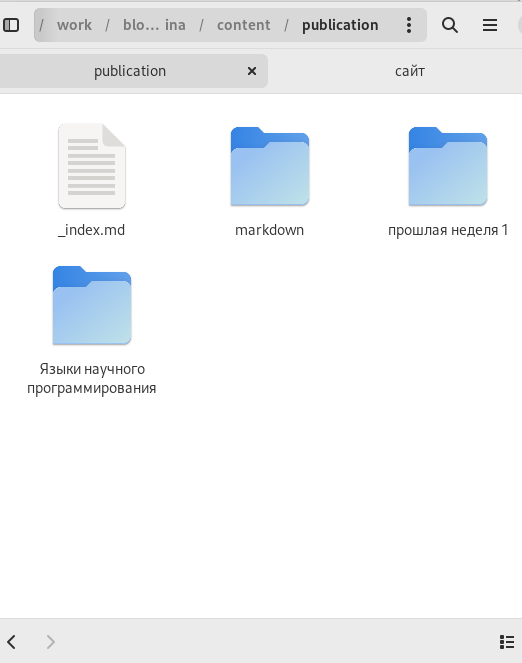 / work / blo... ina / content / publication
publication
сайт
_index.md
markdown
прошлая неделя 1
Языки научного
программирования